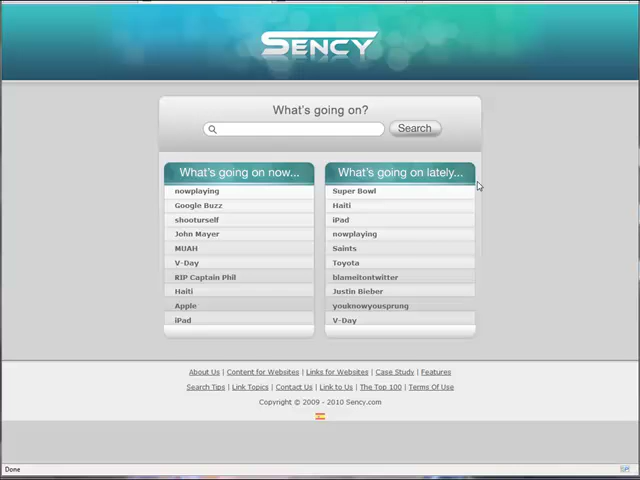 SENCY
What's going on?
Search
What's going on now...
nowplaying
Google Buzz
shooturself
John Mayer
MUAH
V-Day
RIP Captain Phil
Haiti
Apple
iPad
What's going on lately...
Super Bowl
Haiti
iPad
nowplaying
Saints
Toyota
blameitontwitter
Justin Bieber
youknowyousprung
V-Day
About Us | Content for Websites | Links for Websites | Case Study | Features
Search Tips | Link Topics | Contact Us | Link to Us | The Top 100 | Terms Of Use
Copyright © 2009 - 2010 Sency.com
Done